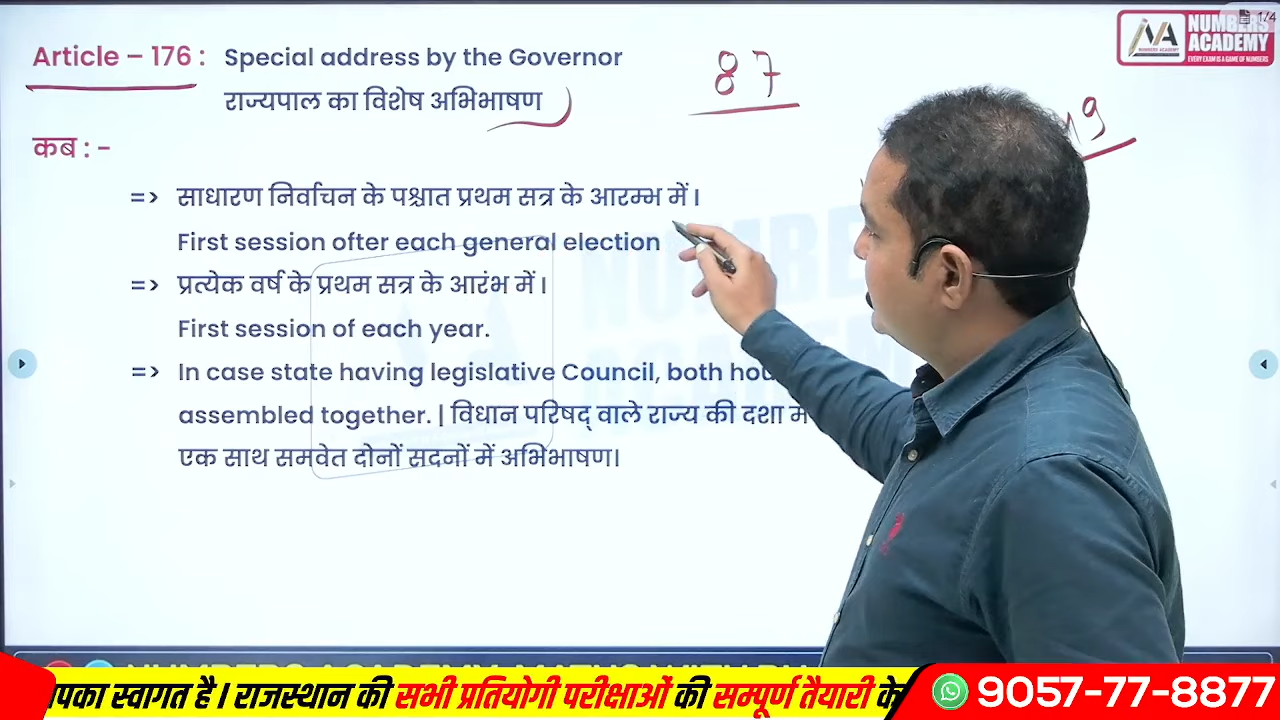 1/4
NUMBERS
ACADEMY
EVERY EXAM IS A GAME OF NUMBERS
Article – 176 : Special address by the Governor
87
राज्यपाल का विशेष अभिभाषण
कब : -
=> साधारण निर्वाचन के पश्चात प्रथम सत्र के आरम्भ में ।
First session ofter each general election
=> प्रत्येक वर्ष के प्रथम सत्र के आरंभ में ।
First session of each year.
=> In case state having legislative Council, both
assembled together. | विधान परिषद् वाले राज्य की दशा में
एक साथ समवेत दोनों सदनों में अभिभाषण।
स्वागत है । राजस्थान की सभी प्रतियोगी परीक्षाओं की सम्पूर्ण तैयारी के
9057-77-8877